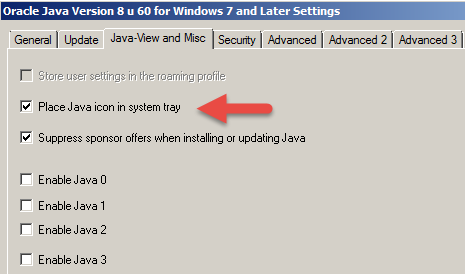 Oracle Java Version 8 u 60 for Windows 7 and Later Settings
General Update Java-View and Misc Security Advanced Advanced 2 Advanced 3
Store user settings in the roaming profile
Place Java icon in system tray
Suppress sponsor offers when installing or updating Java
Enable Java 0
Enable Java 1
Enable Java 2
Enable Java 3